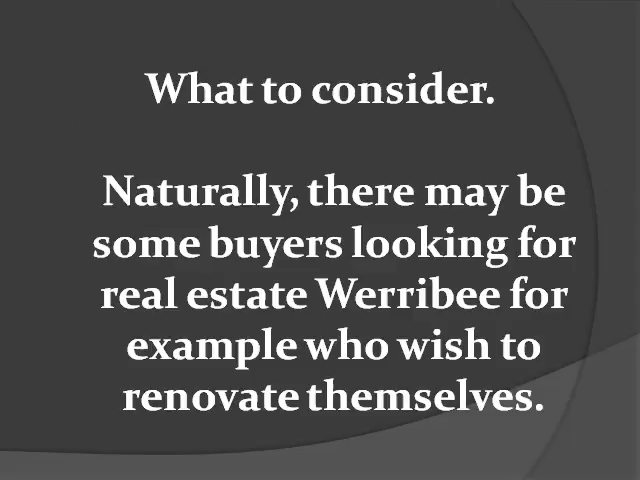 What to consider.
Naturally, there may be
some buyers looking for
real estate Werribee for
example who wish to
renovate themselves.